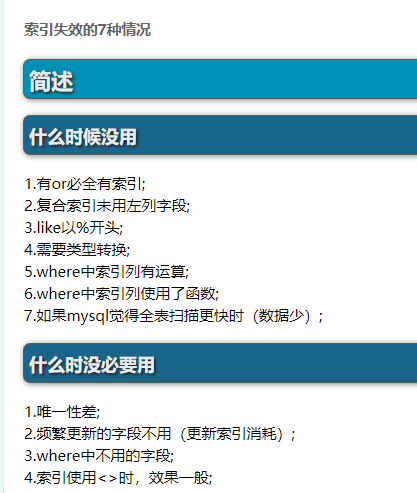 索引失效的7种情况
简述
什么时候没用
1.有or必全有索引;
2.复合索引未用左列字段;
3.like以%开头;
4.需要类型转换;
5.where中索引列有运算;
6.where中索引列使用了函数;
7.如果mysql觉得全表扫描更快时（数据少）;
什么时没必要用
1.唯一性差;
2.频繁更新的字段不用（更新索引消耗）;
3.where中不用的字段;
4.索引使用<>时，效果一般;